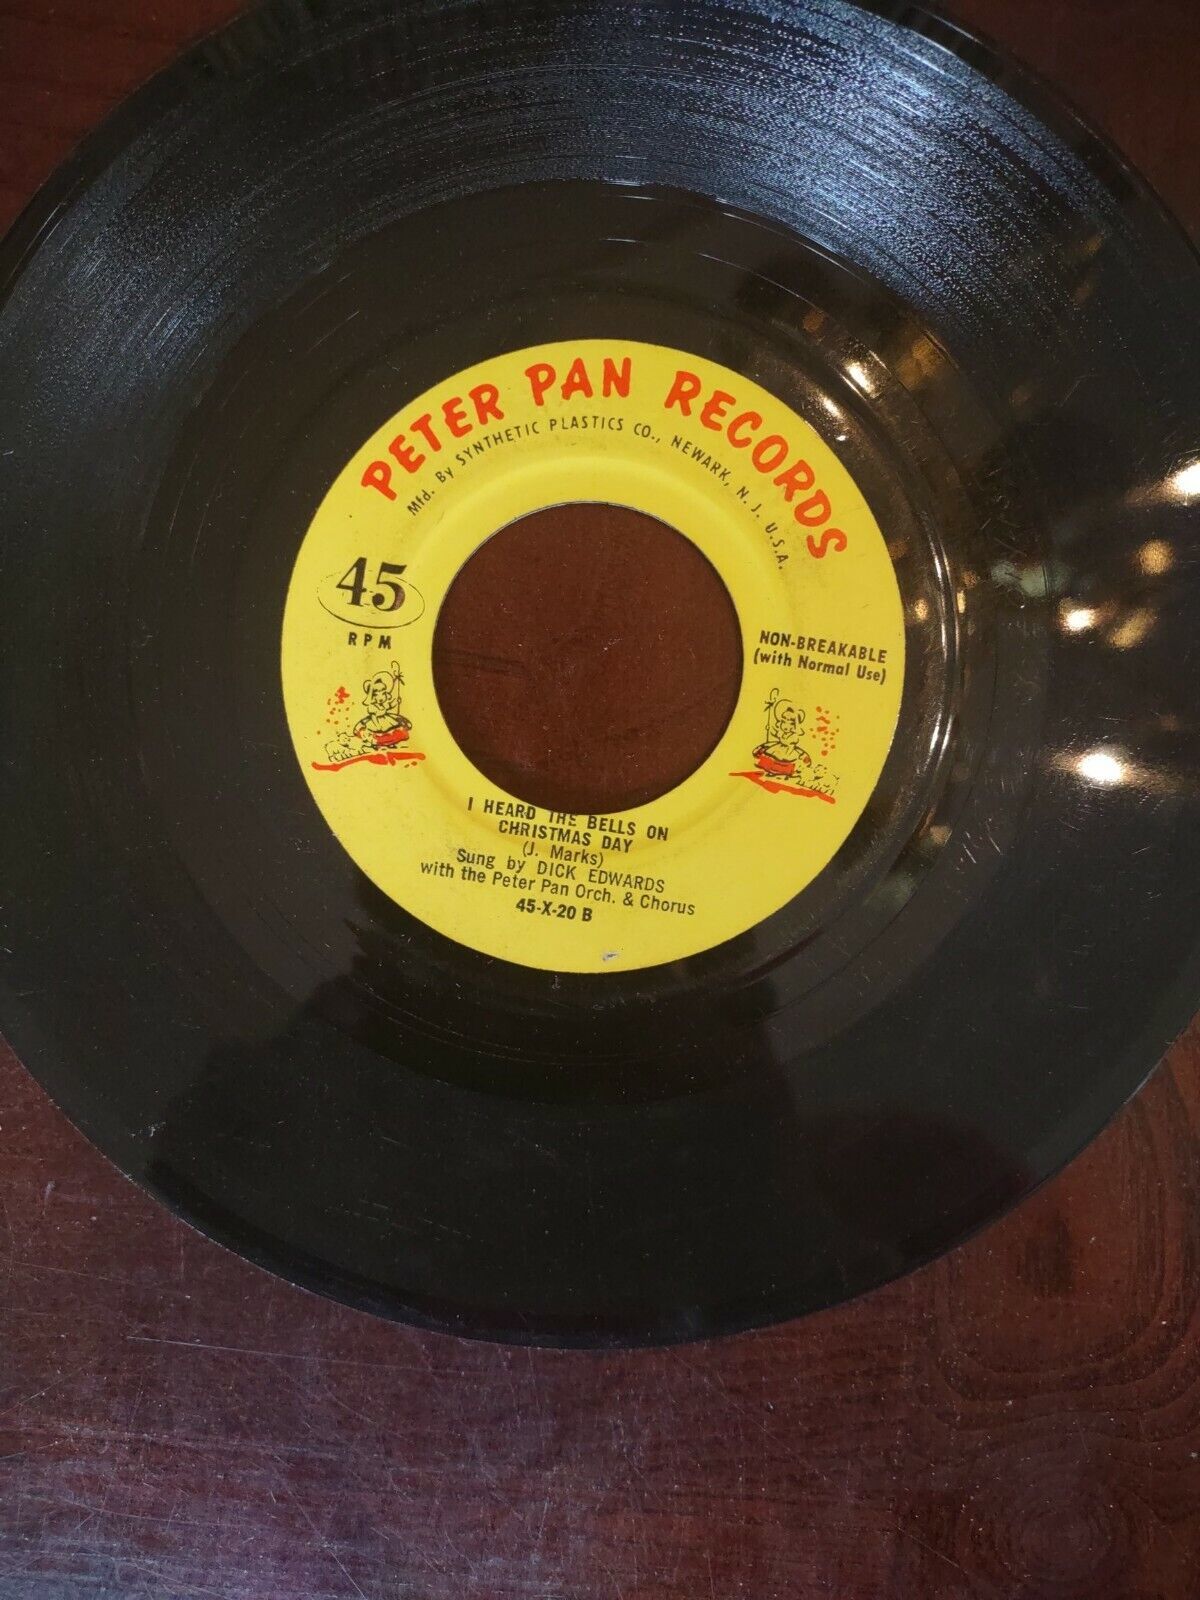 PETER PAN RECORDS
Mfd. By SYNTHETIC PLASTICS CO., NEWARK, N. J. U.S.A.
45
RPM
NON-BREAKABLE
(with Normal Use)
I HEARD THE BELLS ON
CHRISTMAS DAY
(J. Marks)
Sung by DICK EDWARDS
with the Peter Pan Orch. & Chorus
45-X-20 B